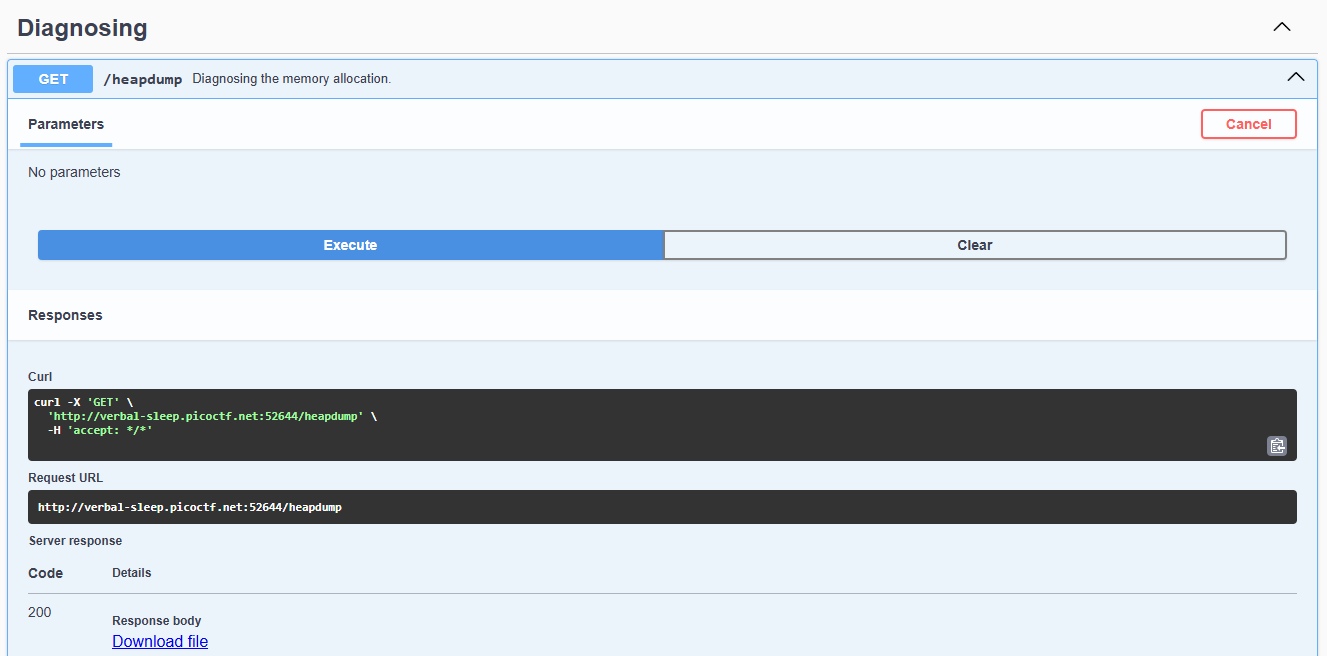 Diagnosing
GET /heapdump Diagnosing the memory allocation.
Parameters Cancel
No parameters
Execute Clear
Responses
Curl
curl -X 'GET' \
  'http://verbal-sleep.picoctf.net:52644/heapdump' \
  -H 'accept: */*'
Request URL
http://verbal-sleep.picoctf.net:52644/heapdump
Server response
Code Details
200
Response body
Download file